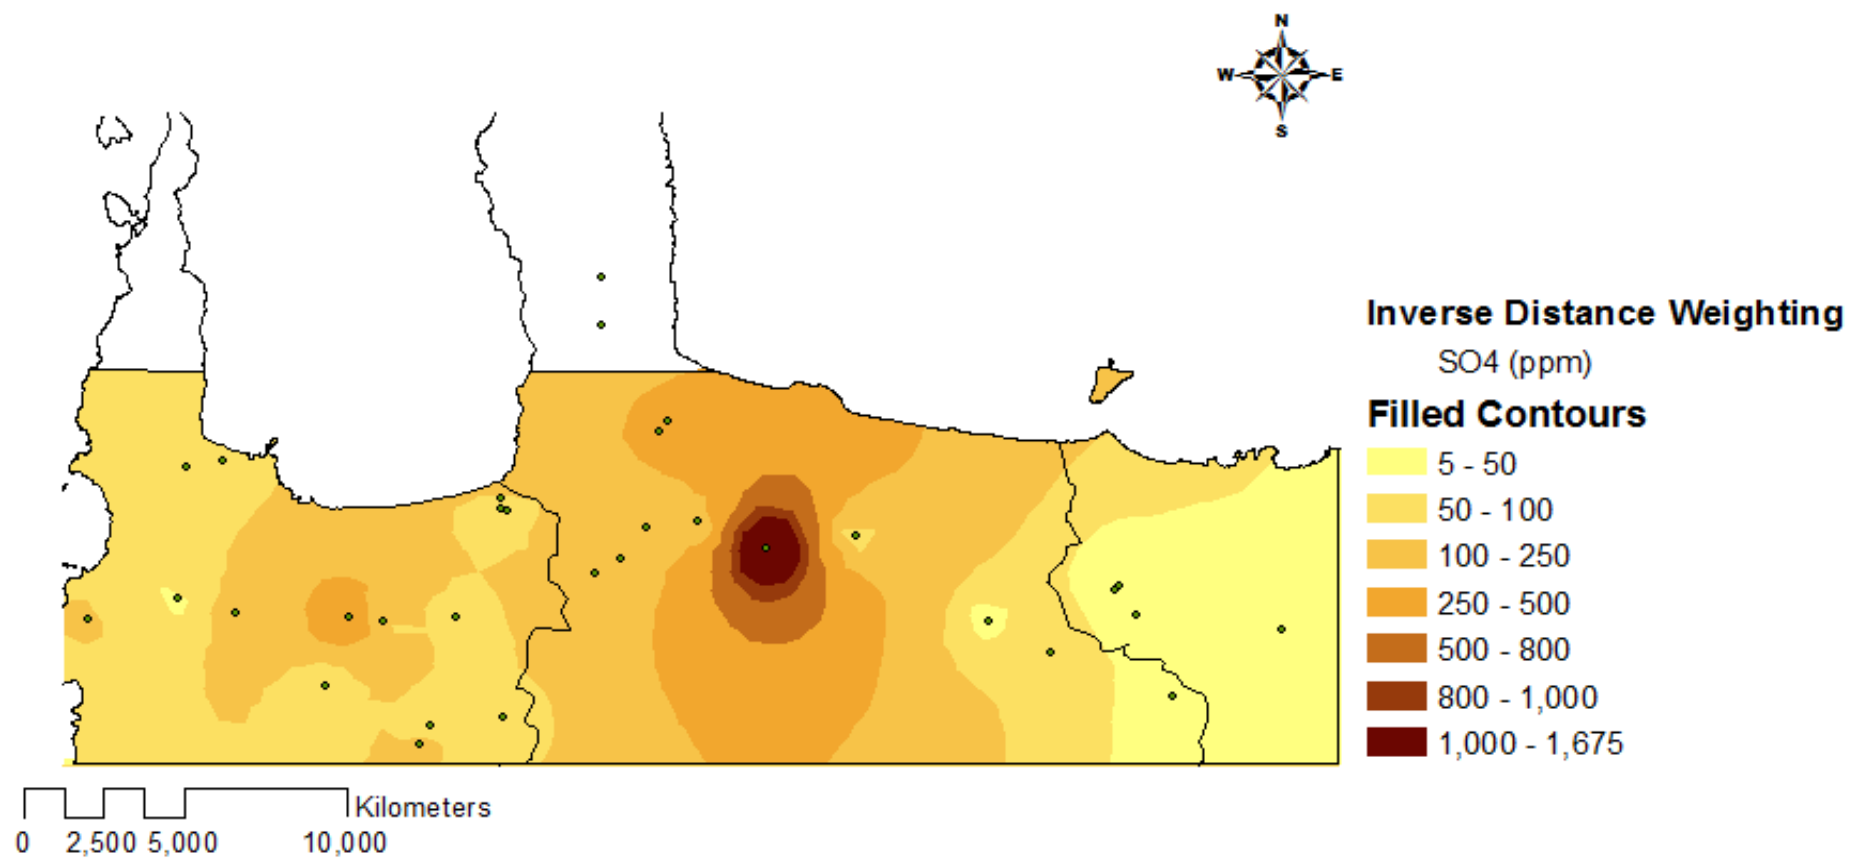 N
W E
S
Inverse Distance Weighting
SO4 (ppm)
Filled Contours
5 - 50
50 - 100
100 - 250
250 - 500
500 - 800
800 - 1,000
1,000 - 1,675
Kilometers
0 2,500 5,000 10,000